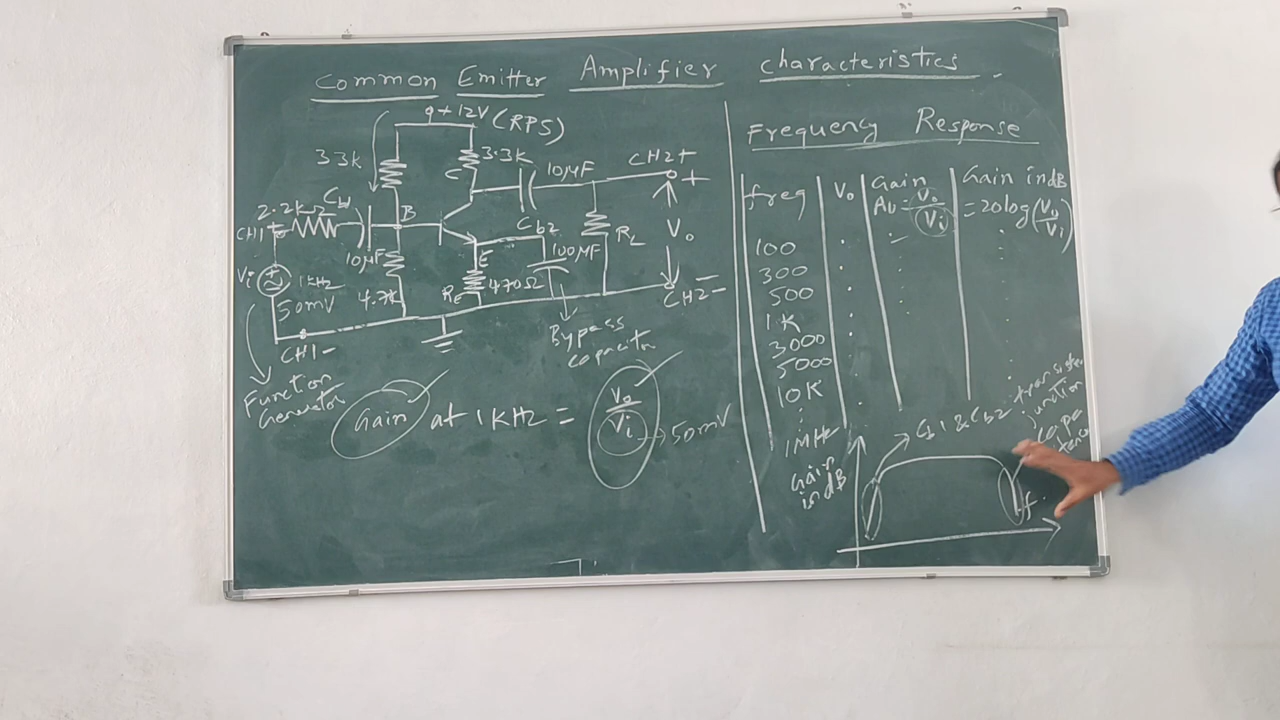 Common Emitter Amplifier characteristics
+12V (RPS)
33k
3.3k
C
10µF
CH2+
+
2.2kΩ
CH1+
B
Cb2
RL
Vo
10µF
E
100µF
Vi
1KHz
50mV
4.7k
RE
470Ω
CH2-
CH1-
Bypass
capacitor
Function
Generator
Gain at 1KHz = Vo/Vi → 50mV
Frequency Response
freq Vo Gain Av = Vo/Vi Gain in dB = 20log(Vo/Vi)
100
300
500
1K
3000
5000
10K
1MHz
Gain
in dB
Cb1 & Cb2
transistor
junction
f